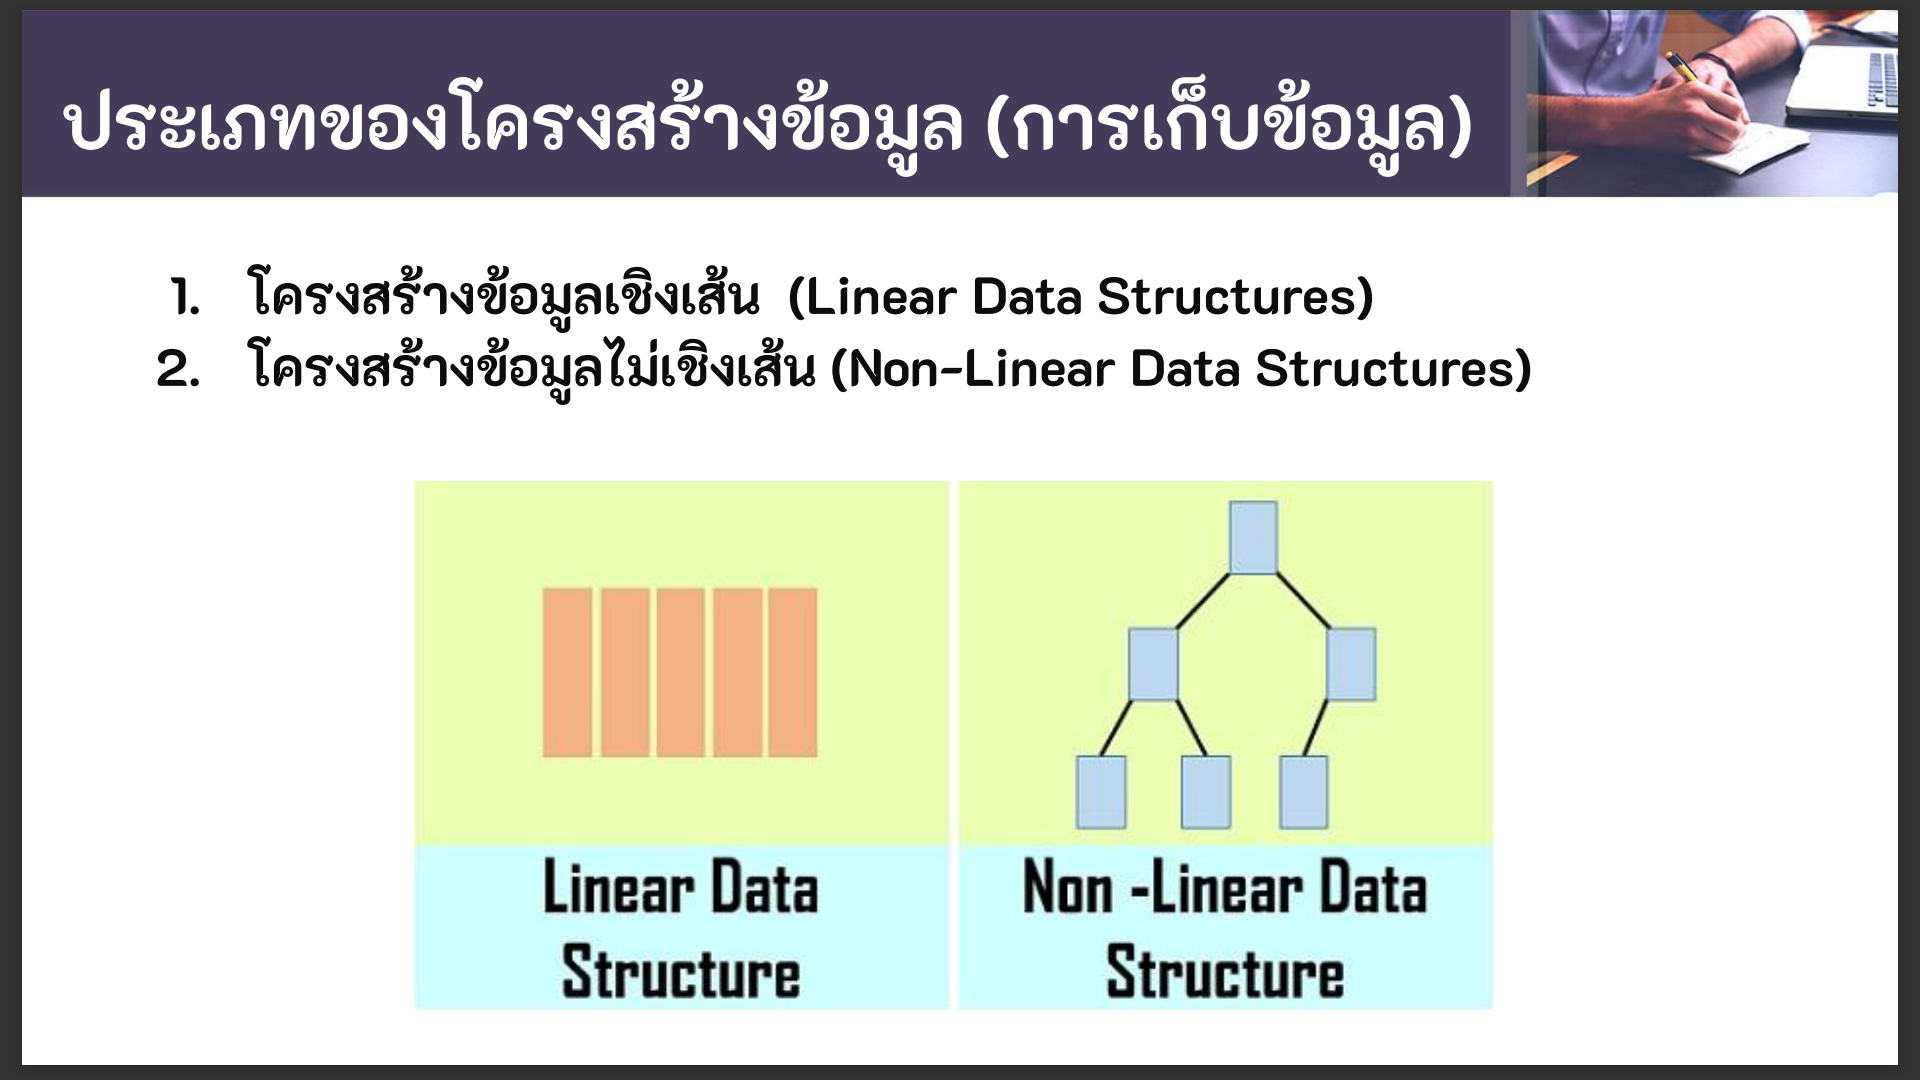 ประเภทของโครงสร้างข้อมูล (การเก็บข้อมูล)
1. โครงสร้างข้อมูลเชิงเส้น (Linear Data Structures)
2. โครงสร้างข้อมูลไม่เชิงเส้น (Non-Linear Data Structures)
Linear Data
Structure
Non -Linear Data
Structure